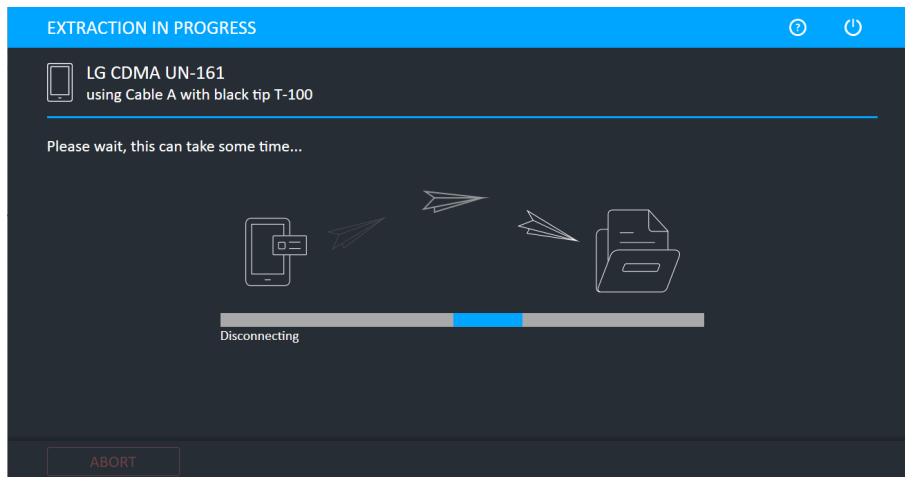 EXTRACTION IN PROGRESS
LG CDMA UN-161
using Cable A with black tip T-100
Please wait, this can take some time...
Disconnecting
ABORT